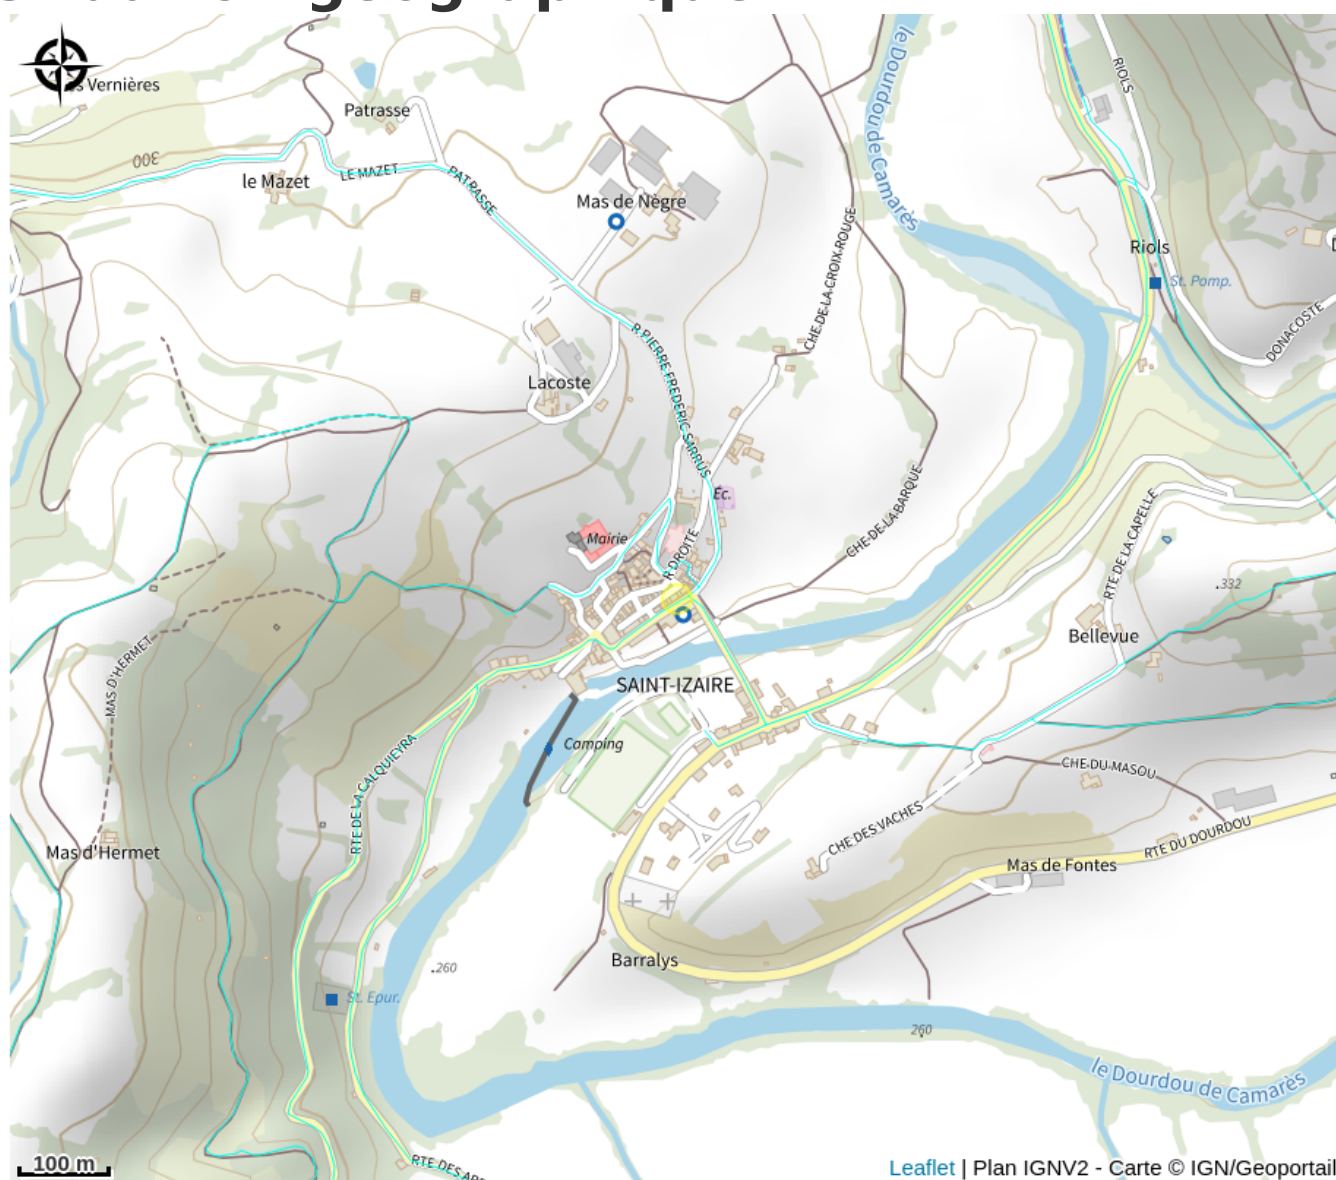 Vernières
Patrasse
RIOLS
le Dourdou de Camarès
300
le Mazet
LE MAZET
PATRASSE
Mas de Nègre
CHE-DE-LA-CROIX-ROUGE
Riols
St. Pomp.
DONACOSTE
R PIERRE FREDERIC SARRUS
Lacoste
Éc.
CHE-DE-LA-BARQUE
RTE-DE-LA CAPELLE
Mairie
R DROITE
.332
Bellevue
MAS D'HERMET
SAINT-IZAIRE
Camping
RTE DE LA CALQUIEYRA
CHE-DU-MASOU
CHE-DES VACHES
RTE DU DOURDOU
Mas d'Hermet
Mas de Fontes
Barralys
.260
St. Epur.
260
le Dourdou de Camarès
100 m
Leaflet | Plan IGNV2 - Carte © IGN/Geoportail